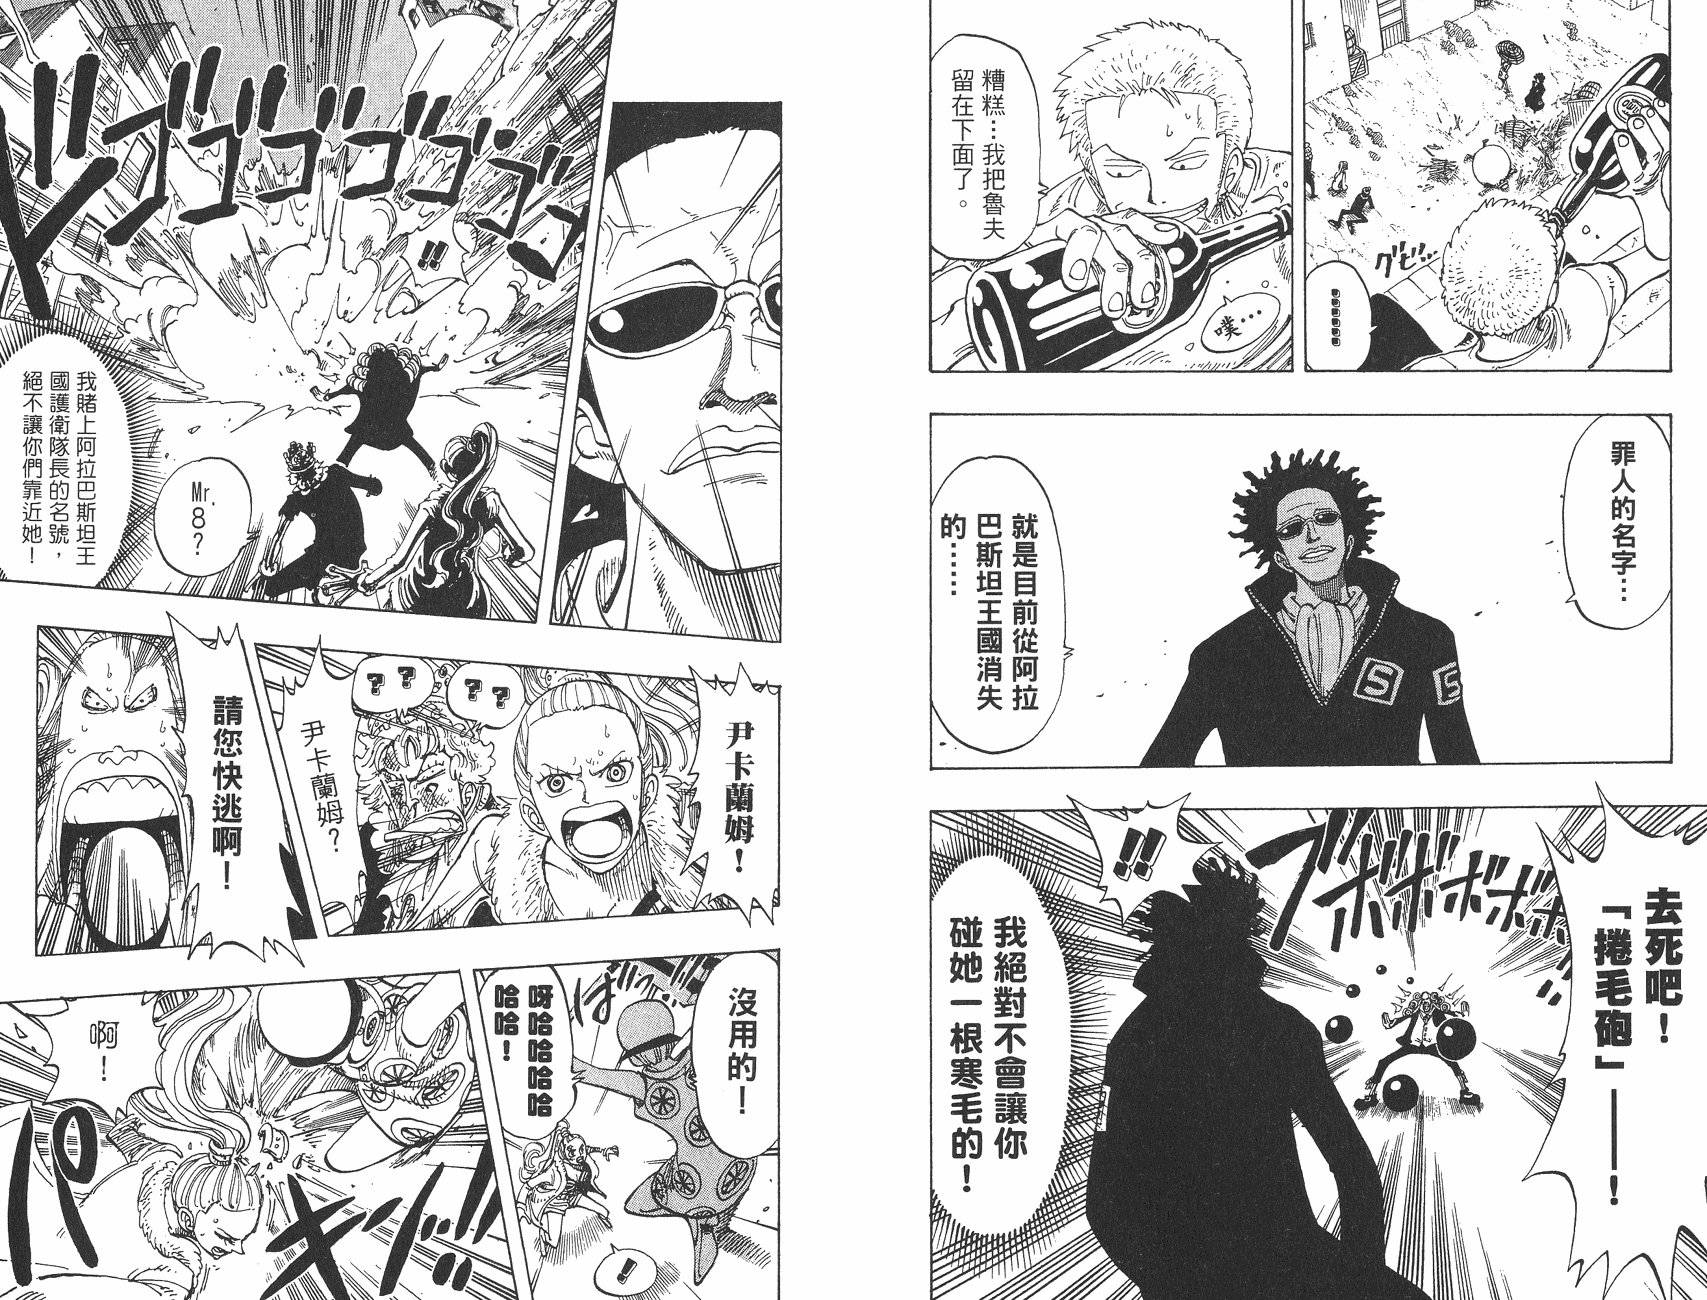 グビ…
………
糟糕…我把魯夫
留在下面了。
噗…
罪人的名字…
就是目前從阿拉
巴斯坦王國消失
的……
S
S
去死吧！
「捲毛砲」——！
ボボボボボン
!!
我絕對不會讓你
碰她一根寒毛的！
ドゴゴゴゴゴゴゴ
!!
Mr.
8？
我賭上阿拉巴斯坦王
國護衛隊長的名號，
絕不讓你們靠近她！
尹卡蘭姆！
？？
？？
尹卡蘭姆？
請您快逃啊！
沒用的！
呀哈哈哈哈哈
哈哈！
ば
！
啊！
バキッ!!